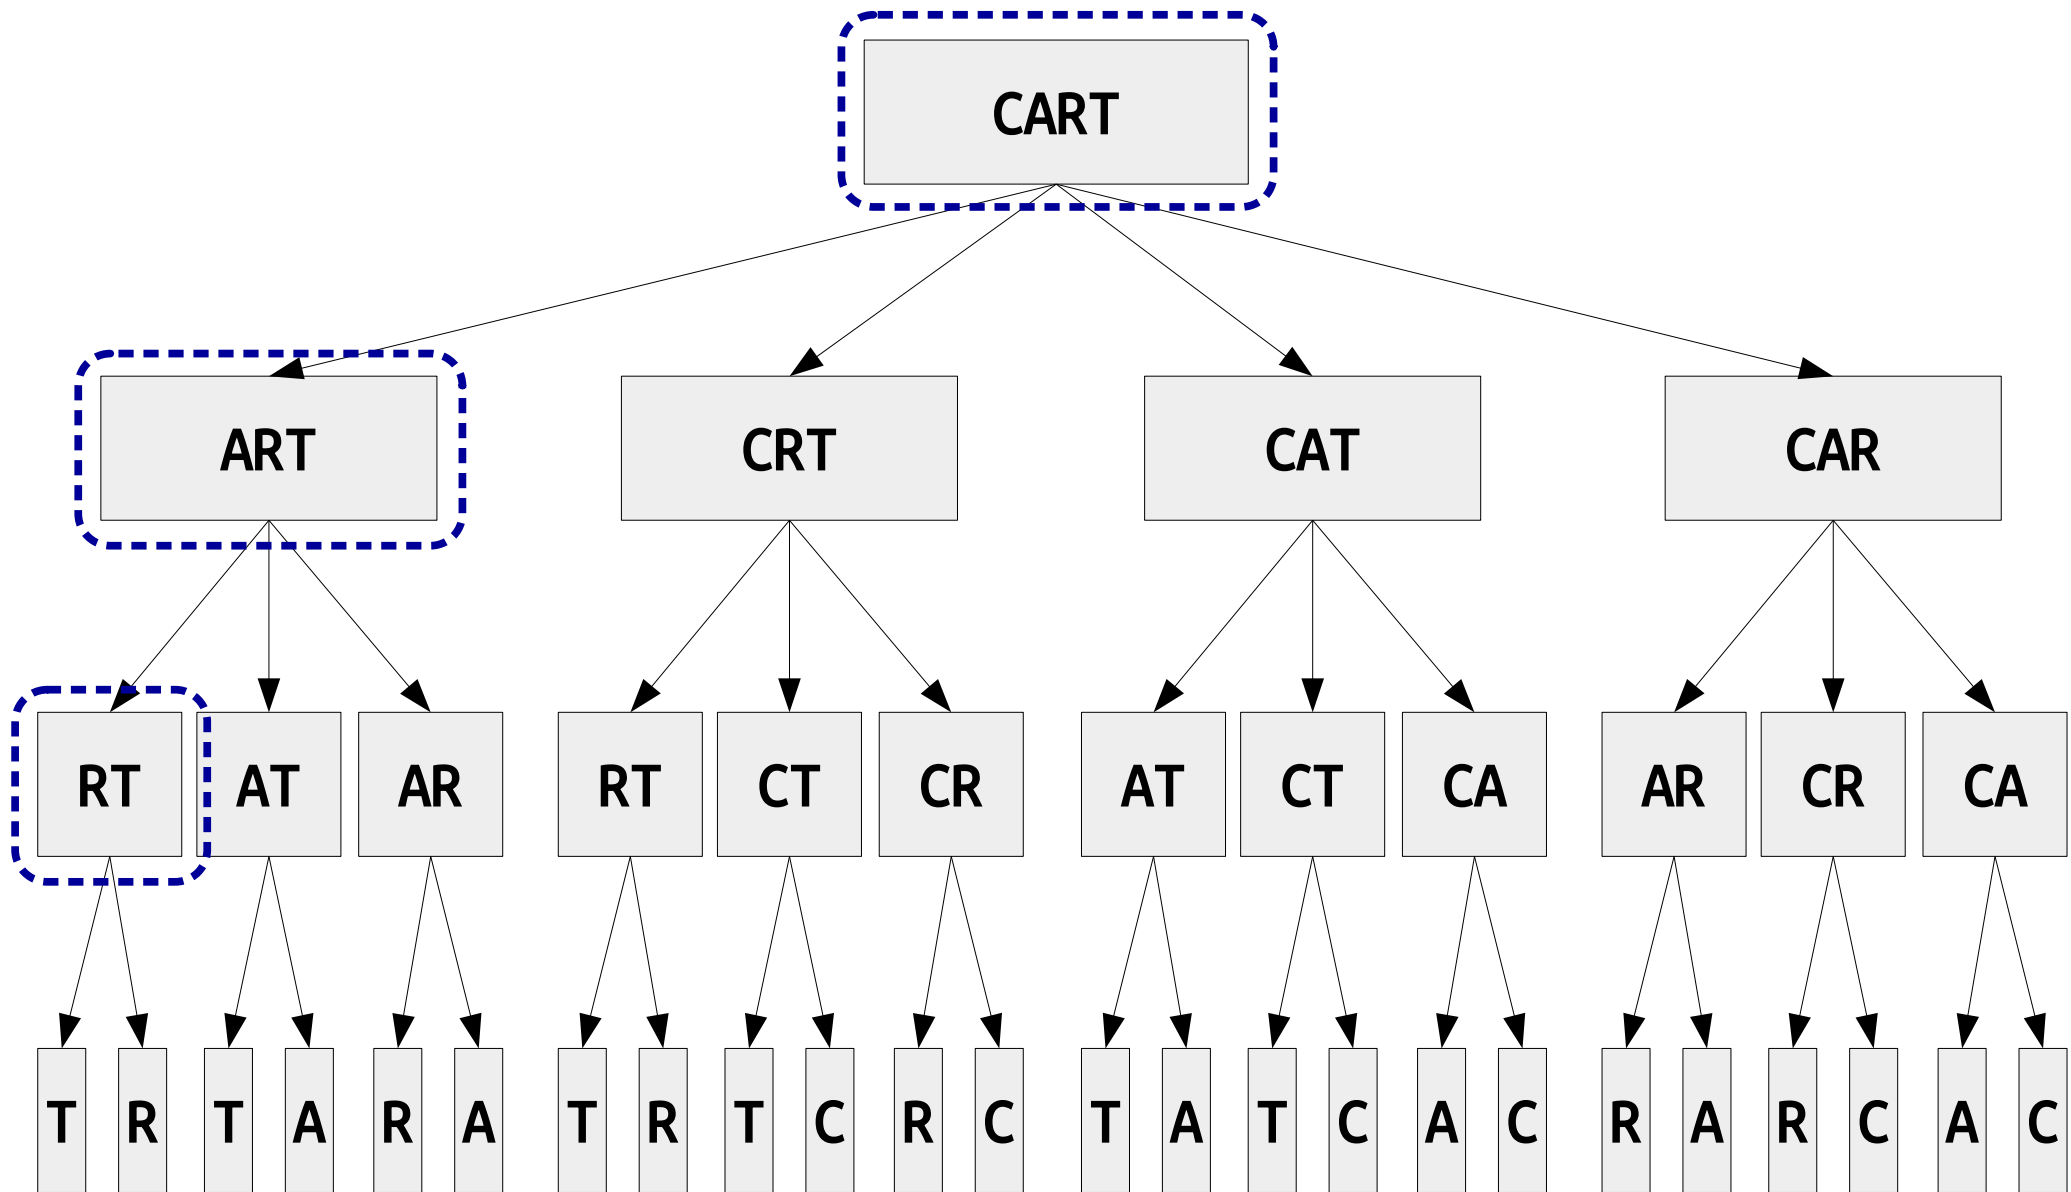 CART
ART CRT CAT CAR
RT AT AR RT CT CR AT CT CA AR CR CA
T R T A R A T R T C R C T A T C A C R A R C A C